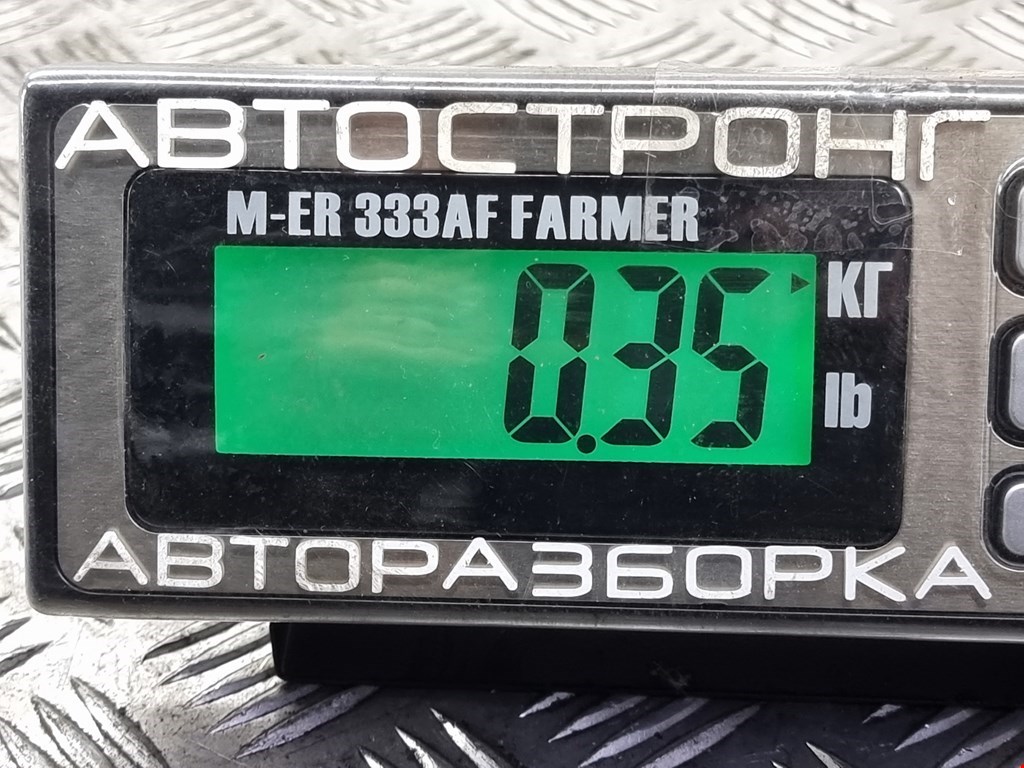 АВТОСТРОНГ
M-ER 333AF FARMER
0.35
КГ
lb
АВТОРАЗБОРКА